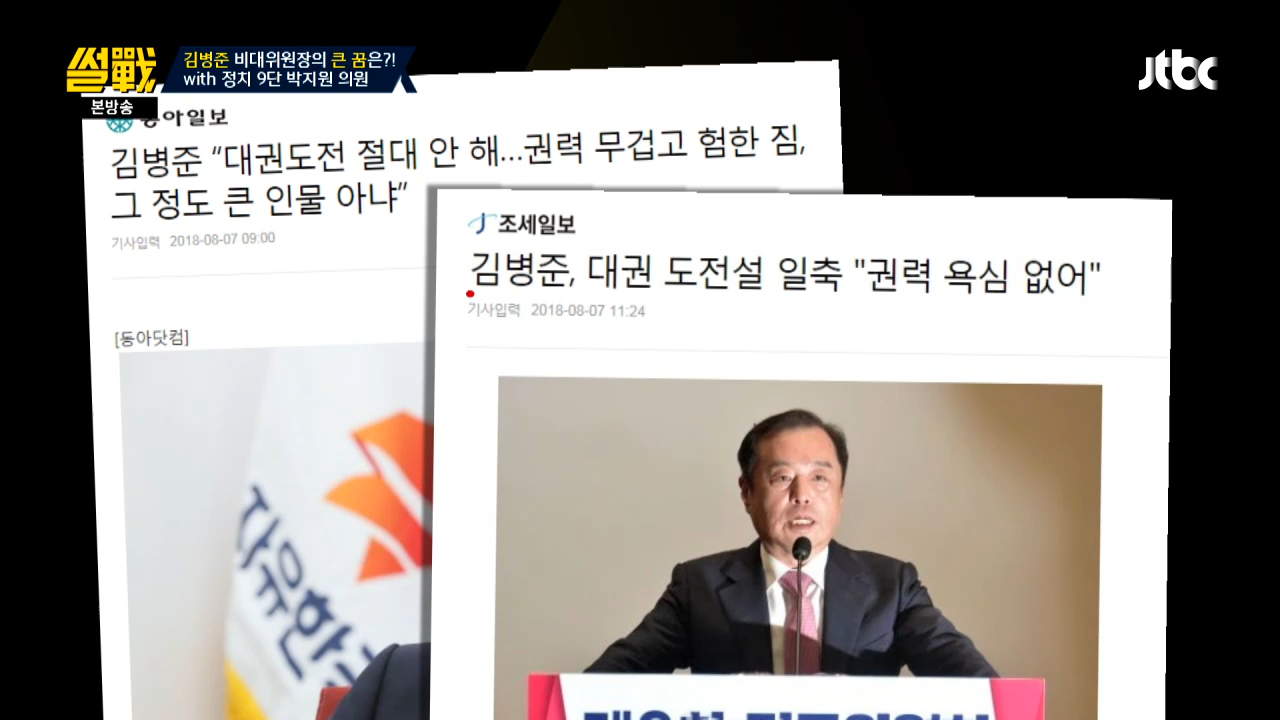 썰戰
본방송
김병준 비대위원장의 큰 꿈은?!
with 정치 9단 박지원 의원
jtbc
동아일보
김병준 “대권도전 절대 안 해...권력 무겁고 험한 짐,
그 정도 큰 인물 아냐”
기사입력 2018-08-07 09:00
[동아닷컴]
자유한
조세일보
김병준, 대권 도전설 일축 "권력 욕심 없어"
기사입력 2018-08-07 11:24